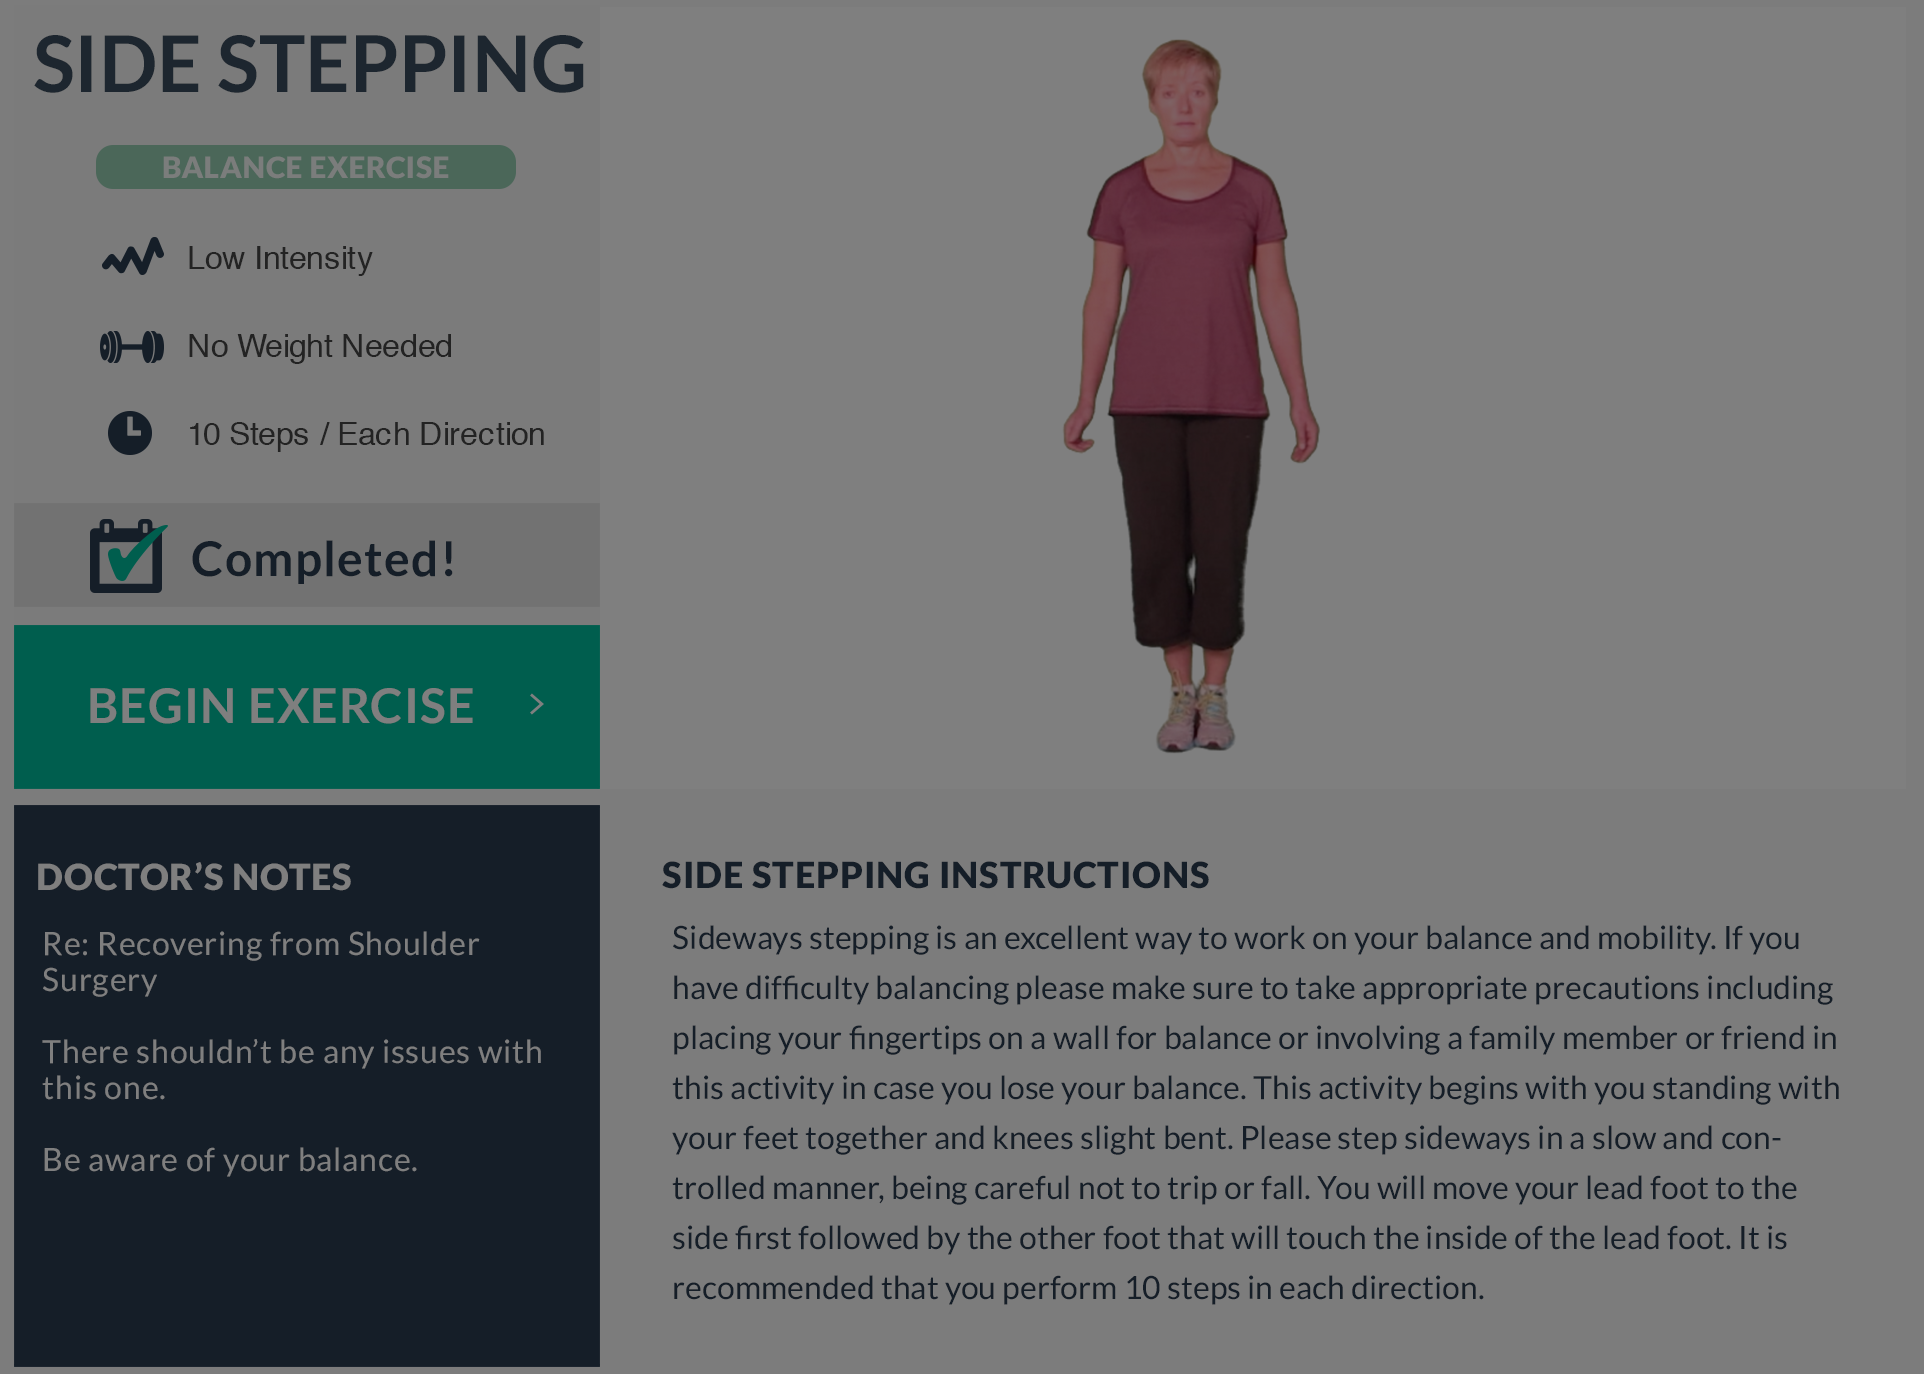 SIDE STEPPING
BALANCE EXERCISE
Low Intensity
No Weight Needed
10 Steps / Each Direction
Completed!
BEGIN EXERCISE
DOCTOR’S NOTES
Re: Recovering from Shoulder
Surgery
There shouldn’t be any issues with
this one.
Be aware of your balance.
SIDE STEPPING INSTRUCTIONS
Sideways stepping is an excellent way to work on your balance and mobility. If you
have difficulty balancing please make sure to take appropriate precautions including
placing your fingertips on a wall for balance or involving a family member or friend in
this activity in case you lose your balance. This activity begins with you standing with
your feet together and knees slight bent. Please step sideways in a slow and con-
trolled manner, being careful not to trip or fall. You will move your lead foot to the
side first followed by the other foot that will touch the inside of the lead foot. It is
recommended that you perform 10 steps in each direction.